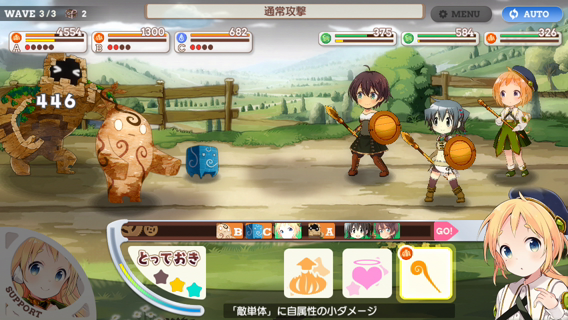 WAVE 3/3 2
通常攻撃
MENU
AUTO
A 4554
B 1300
C 682
375
584
326
446
B C A GO!
とっておき
SUPPORT
「敵単体」に自属性の小ダメージ